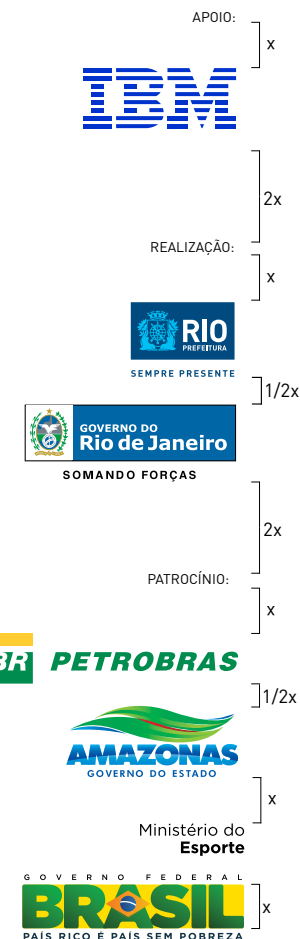 APOIO:
x
IBM
2x
REALIZAÇÃO:
x
RIO
PREFEITURA
SEMPRE PRESENTE
1/2x
GOVERNO DO
Rio de Janeiro
SOMANDO FORÇAS
2x
PATROCÍNIO:
x
BR PETROBRAS
1/2x
AMAZONAS
GOVERNO DO ESTADO
x
Ministério do
Esporte
GOVERNO FEDERAL
BRASIL
x
PAÍS RICO É PAÍS SEM POBREZA